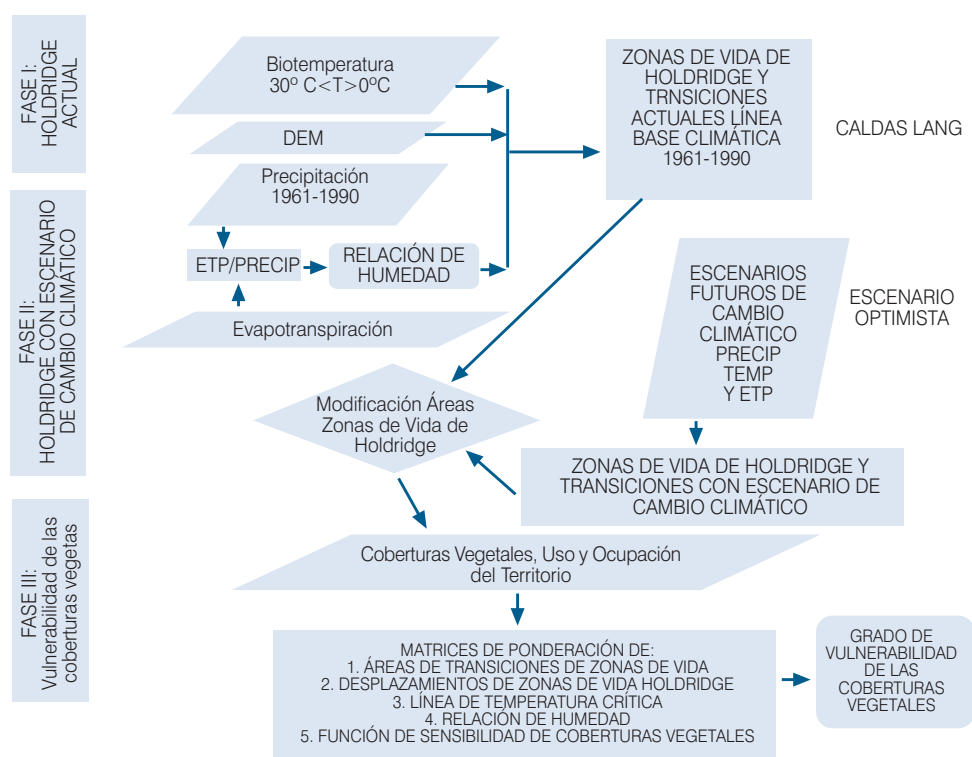 FASE I:
HOLDRIDGE
ACTUAL
Biotemperatura
30º C<T>0ºC
DEM
Precipitación
1961-1990
ETP/PRECIP
RELACIÓN DE
HUMEDAD
Evapotranspiración
ZONAS DE VIDA DE
HOLDRIDGE Y
TRNSICIONES
ACTUALES LÍNEA
BASE CLIMÁTICA
1961-1990
CALDAS LANG
FASE II:
HOLDRIDGE CON ESCENARIO
DE CAMBIO CLIMÁTICO
ESCENARIOS
FUTUROS DE
CAMBIO
CLIMÁTICO
PRECIP
TEMP
Y ETP
ESCENARIO
OPTIMISTA
Modificación Áreas
Zonas de Vida de
Holdridge
ZONAS DE VIDA DE HOLDRIDGE Y
TRANSICIONES CON ESCENARIO DE
CAMBIO CLIMÁTICO
FASE III:
Vulnerabilidad de las
coberturas vegetas
Coberturas Vegetales, Uso y Ocupación
del Territorio
MATRICES DE PONDERACIÓN DE:
1. ÁREAS DE TRANSICIONES DE ZONAS DE VIDA
2. DESPLAZAMIENTOS DE ZONAS DE VIDA HOLDRIDGE
3. LÍNEA DE TEMPERATURA CRÍTICA
4. RELACIÓN DE HUMEDAD
5. FUNCIÓN DE SENSIBILIDAD DE COBERTURAS VEGETALES
GRADO DE
VULNERABILIDAD
DE LAS
COBERTURAS
VEGETALES